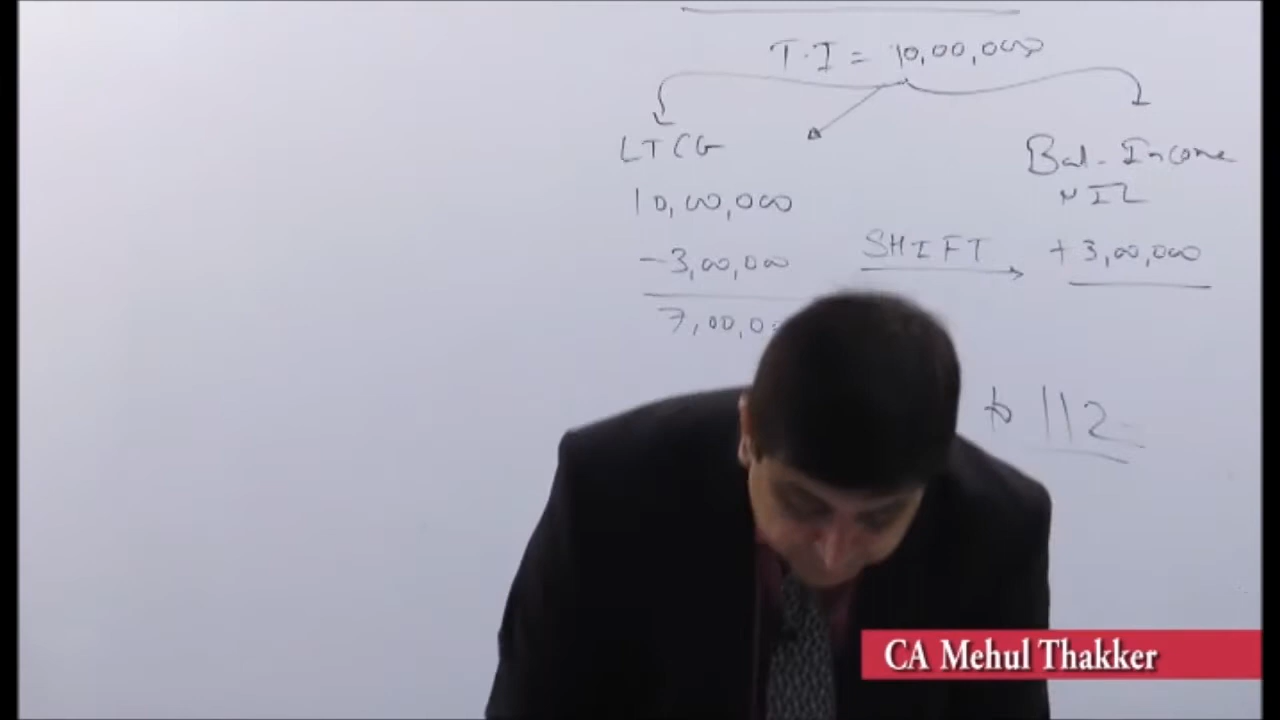 T.I = 10,00,000
LTCG
Bal. Income
10,00,000
NIL
-3,00,000
SHIFT
+3,00,000
112
CA Mehul Thakker